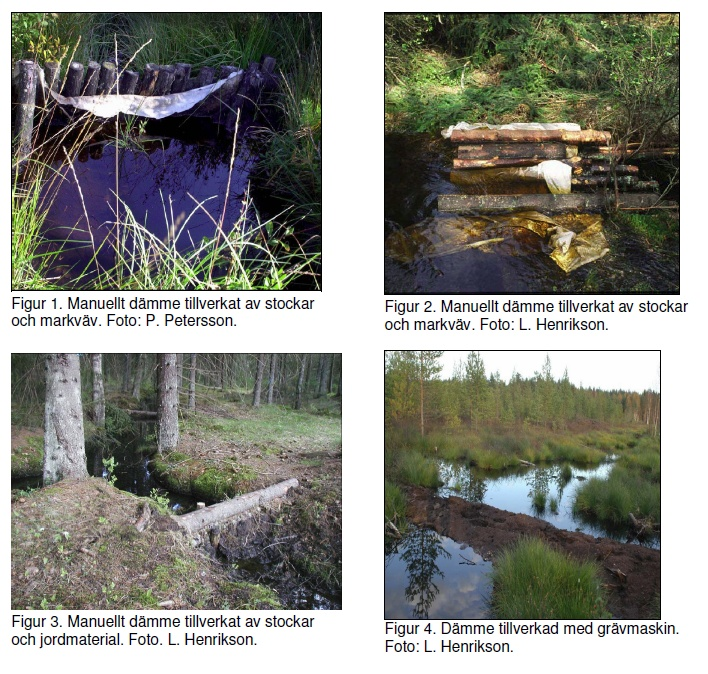 Figur 1. Manuellt dämme tillverkat av stockar
och markväv. Foto: P. Petersson.
Figur 2. Manuellt dämme tillverkat av stockar
och markväv. Foto: L. Henrikson.
Figur 3. Manuellt dämme tillverkat av stockar
och jordmaterial. Foto. L. Henrikson.
Figur 4. Dämme tillverkad med grävmaskin.
Foto: L. Henrikson.